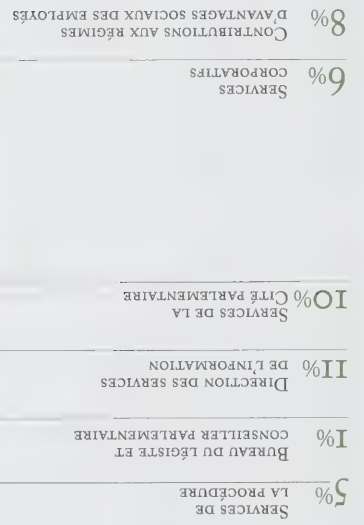 5% SERVICES DE
LA PROCÉDURE
1% BUREAU DU LÉGISTE ET
CONSEILLER PARLEMENTAIRE
11% DIRECTION DES SERVICES
DE L'INFORMATION
10% SERVICES DE LA
CITÉ PARLEMENTAIRE
6% SERVICES
CORPORATIFS
8% CONTRIBUTIONS AUX RÉGIMES
D'AVANTAGES SOCIAUX DES EMPLOYÉS